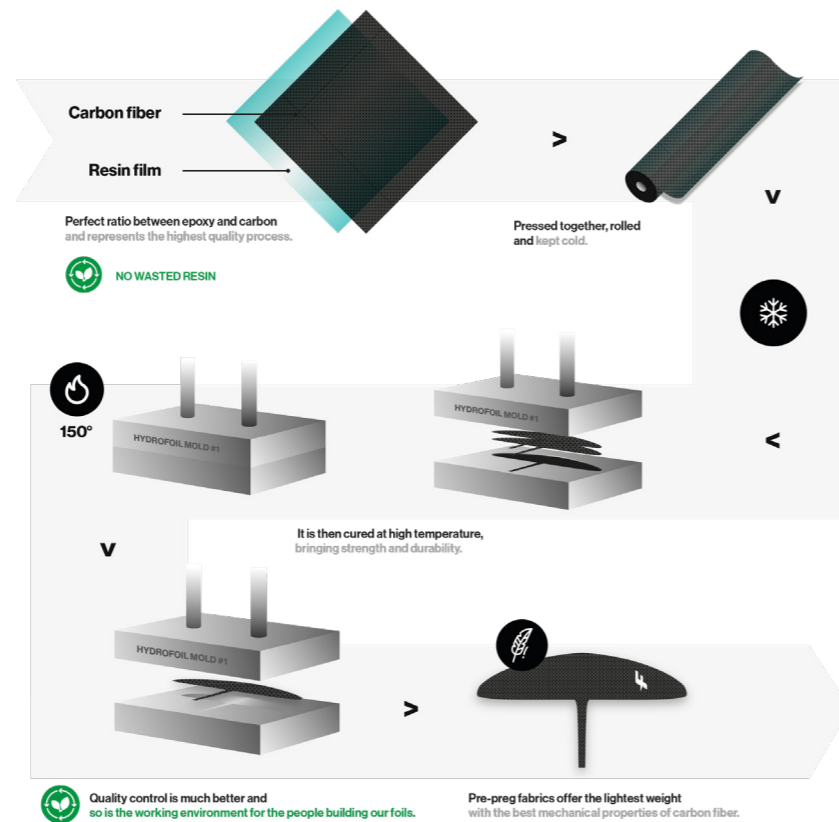 Carbon fiber
Resin film
>
Perfect ratio between epoxy and carbon
and represents the highest quality process.
NO WASTED RESIN
Pressed together, rolled
and kept cold.
v
150°
HYDROFOIL MOLD #1
HYDROFOIL MOLD #1
<
It is then cured at high temperature,
bringing strength and durability.
v
HYDROFOIL MOLD #1
>
Quality control is much better and
so is the working environment for the people building our foils.
Pre-preg fabrics offer the lightest weight
with the best mechanical properties of carbon fiber.